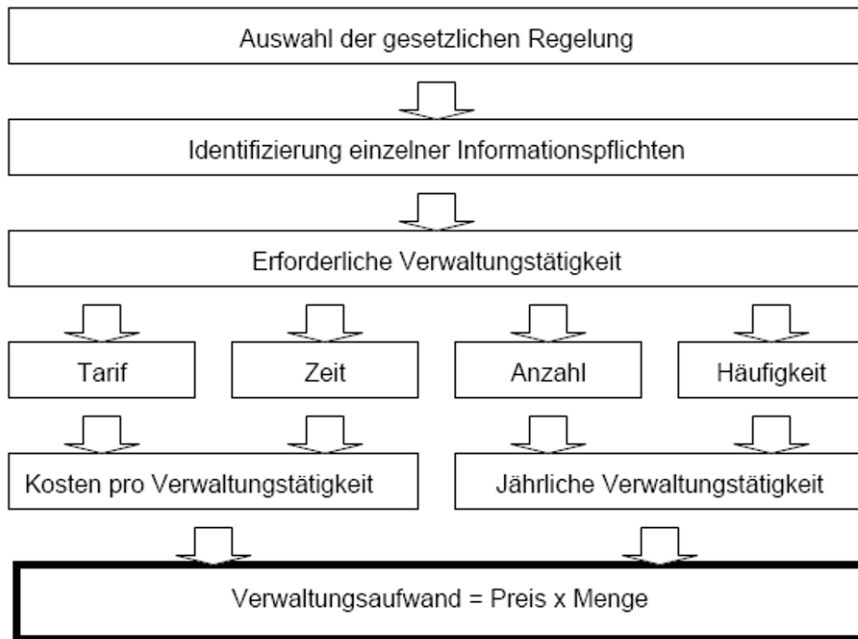 Auswahl der gesetzlichen Regelung
Identifizierung einzelner Informationspflichten
Erforderliche Verwaltungstätigkeit
Tarif
Zeit
Anzahl
Häufigkeit
Kosten pro Verwaltungstätigkeit
Jährliche Verwaltungstätigkeit
Verwaltungsaufwand = Preis x Menge